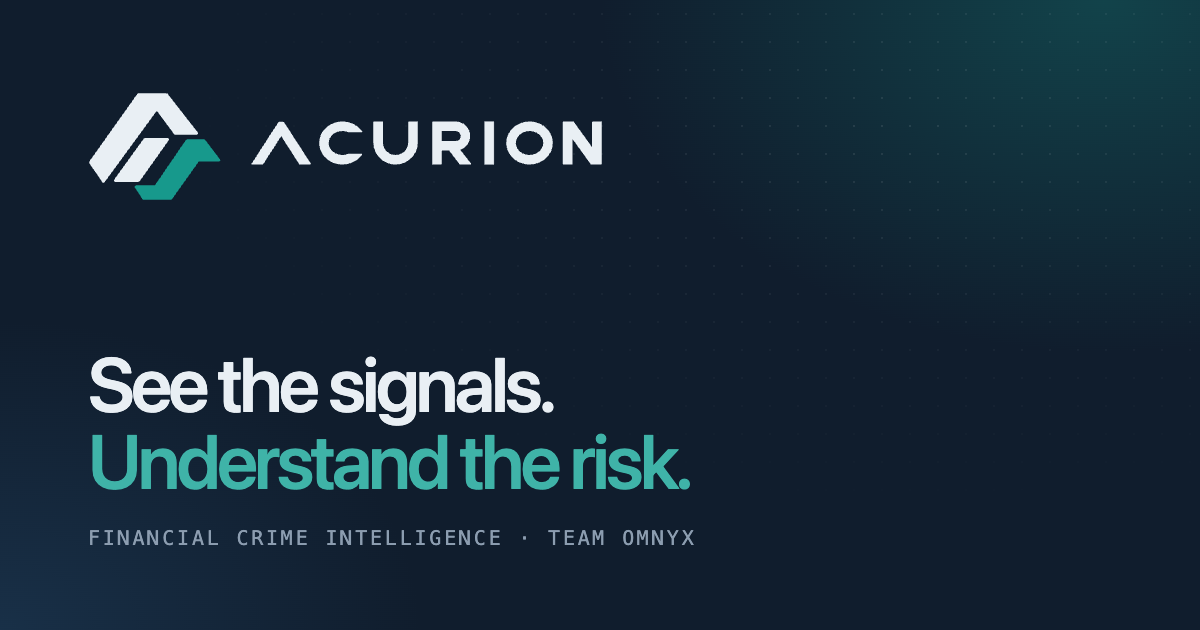 ACURION
See the signals.
Understand the risk.
FINANCIAL CRIME INTELLIGENCE · TEAM OMNYX